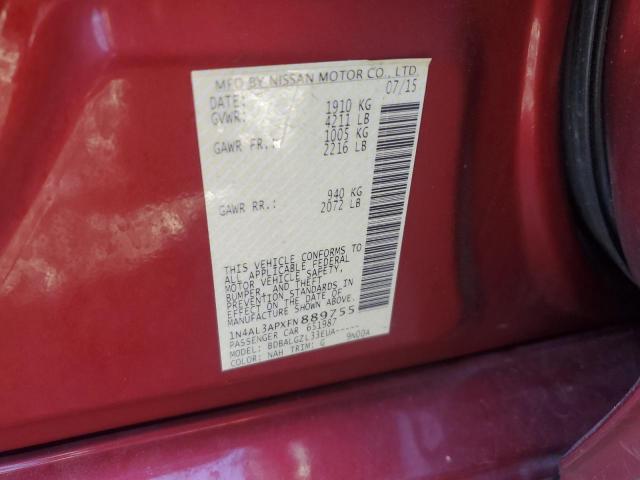 MFD BY NISSAN MOTOR CO., LTD.
DATE: 07/15
GVWR: 1910 KG
4211 LB
GAWR FR.: 1005 KG
2216 LB
GAWR RR.: 940 KG
2072 LB
THIS VEHICLE CONFORMS TO
ALL APPLICABLE FEDERAL
MOTOR VEHICLE SAFETY,
BUMPER, AND THEFT
PREVENTION STANDARDS IN
EFFECT ON THE DATE OF
MANUFACTURE SHOWN ABOVE.
1N4AL3APXFN889755
PASSENGER CAR 651987
MODEL: BDBALGZL33EUA-----
COLOR: NAH TRIM: G 9N00A